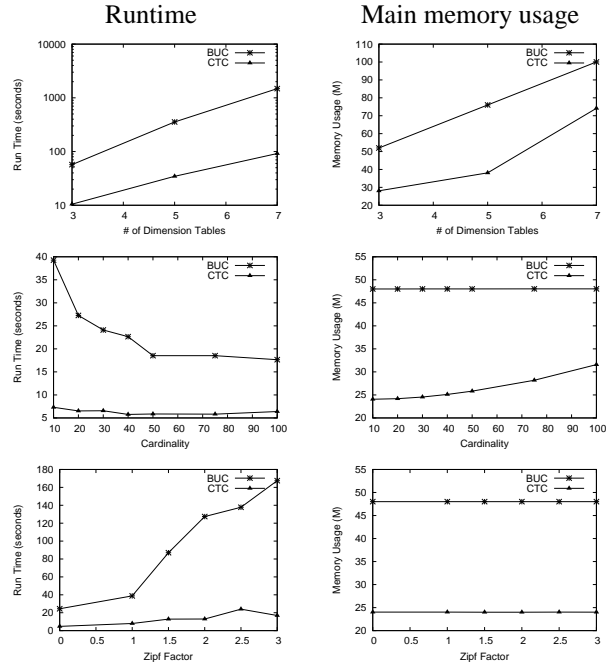 Runtime
Main memory usage
10000
1000
100
10
3
4
5
6
7
Run Time (seconds)
# of Dimension Tables
BUC
CTC
110
100
90
80
70
60
50
40
30
20
3
4
5
6
7
Memory Usage (M)
# of Dimension Tables
BUC
CTC
40
35
30
25
20
15
10
5
10 20 30 40 50 60 70 80 90 100
Run Time (seconds)
Cardinality
BUC
CTC
55
50
45
40
35
30
25
20
10 20 30 40 50 60 70 80 90 100
Memory Usage (M)
Cardinality
BUC
CTC
180
160
140
120
100
80
60
40
20
0
0 0.5 1 1.5 2 2.5 3
Run Time (seconds)
Zipf Factor
BUC
CTC
55
50
45
40
35
30
25
20
0 0.5 1 1.5 2 2.5 3
Memory Usage (M)
Zipf Factor
BUC
CTC